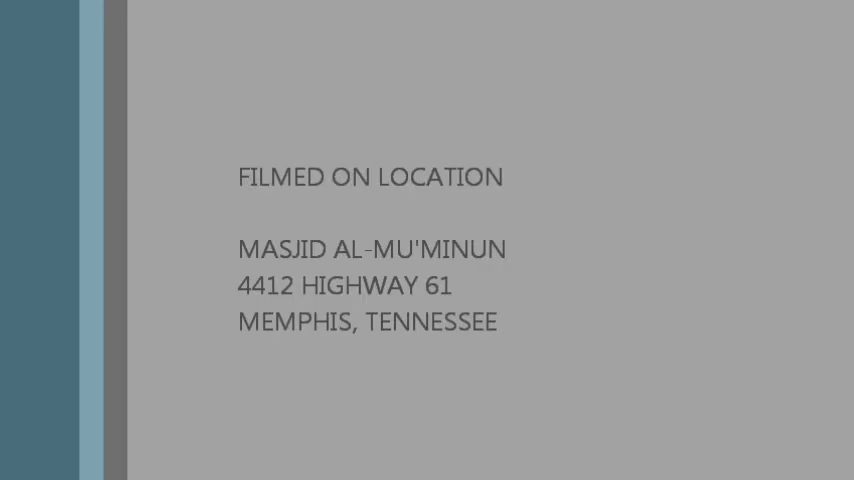 FILMED ON LOCATION
MASJID AL-MU'MINUN
4412 HIGHWAY 61
MEMPHIS, TENNESSEE